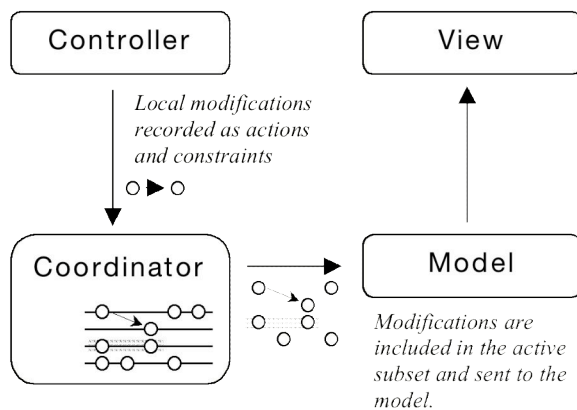 Controller
View
Local modifications
recorded as actions
and constraints
Coordinator
Model
Modifications are
included in the active
subset and sent to the
model.